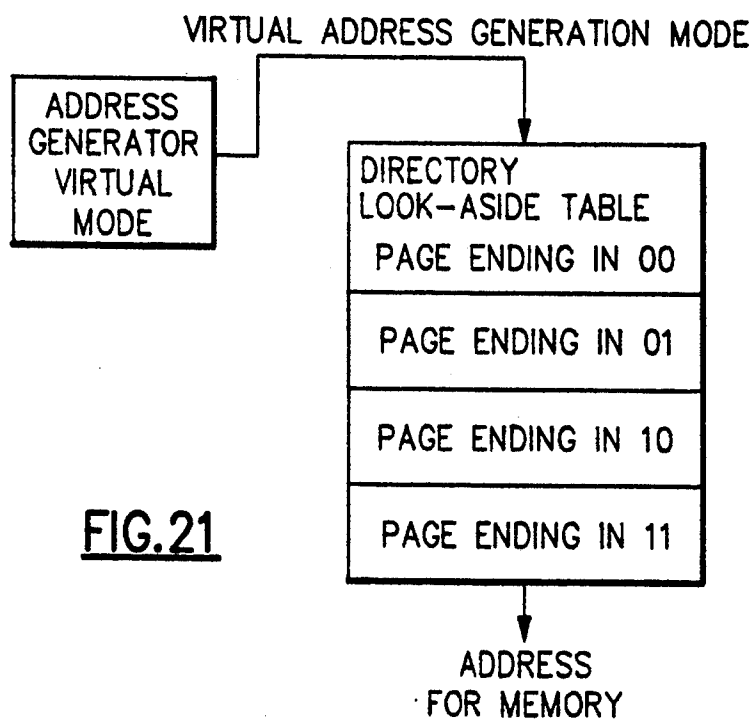 VIRTUAL ADDRESS GENERATION MODE
ADDRESS
GENERATOR
VIRTUAL
MODE
DIRECTORY
LOOK-ASIDE TABLE
PAGE ENDING IN 00
PAGE ENDING IN 01
PAGE ENDING IN 10
PAGE ENDING IN 11
FIG.21
ADDRESS
FOR MEMORY